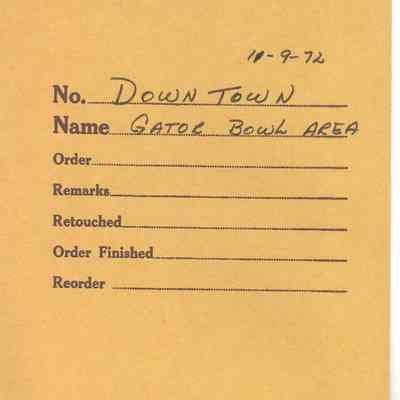 10-9-72
No. DOWN TOWN
Name GATOR BOWL AREA
Order
Remarks
Retouched
Order Finished
Reorder